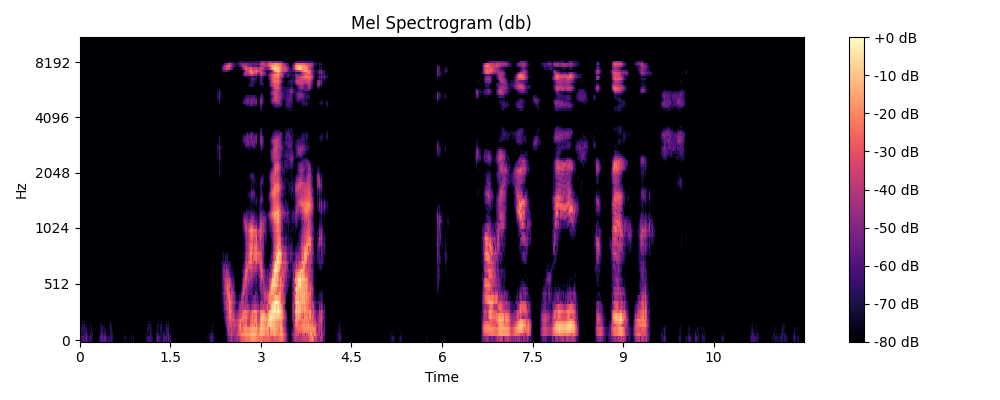 Mel Spectrogram (db)
8192
4096
2048
1024
512
0
Hz
0 1.5 3 4.5 6 7.5 9 10
Time
+0 dB
-10 dB
-20 dB
-30 dB
-40 dB
-50 dB
-60 dB
-70 dB
-80 dB